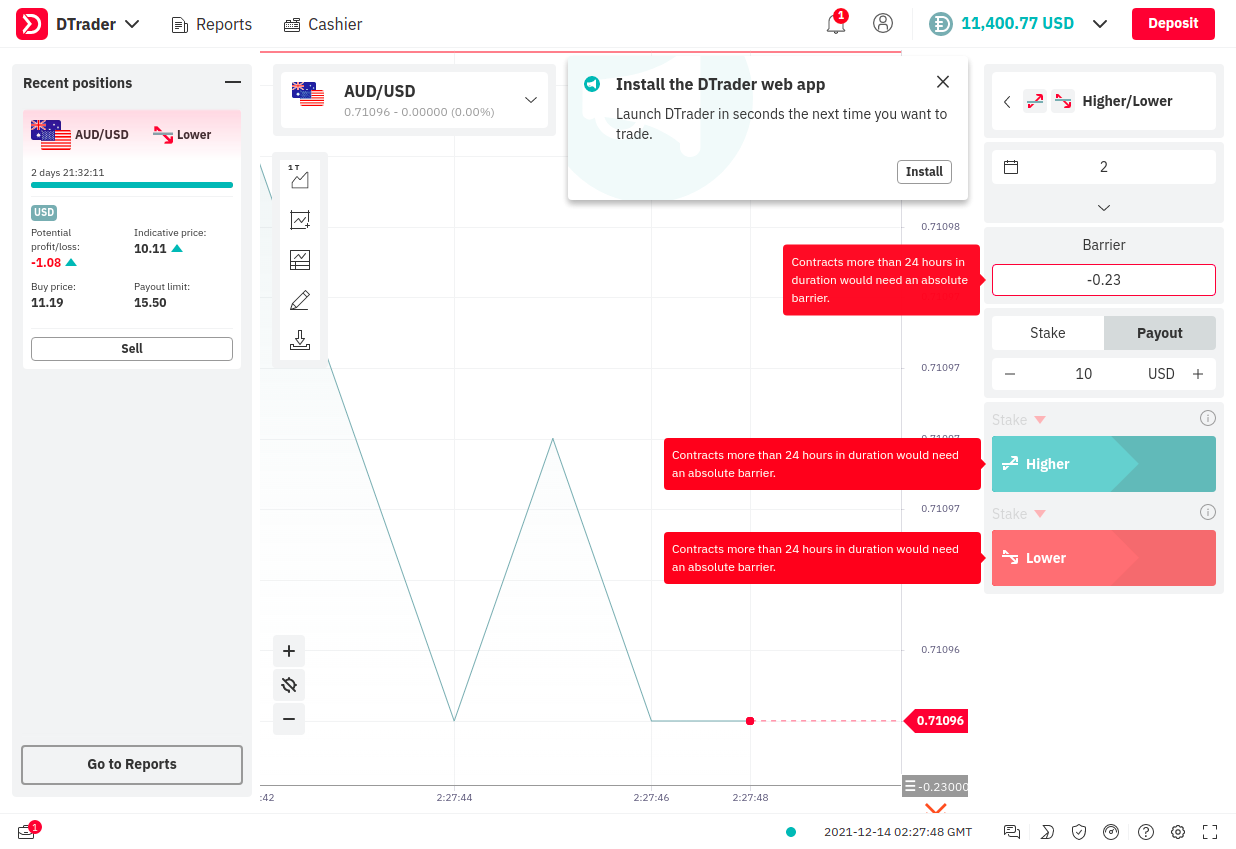 DTrader
Reports
Cashier
1
11,400.77 USD
Deposit
Recent positions
AUD/USD
Lower
2 days 21:32:11
USD
Potential
profit/loss:
-1.08
Indicative price:
10.11
Buy price:
11.19
Payout limit:
15.50
Sell
Go to Reports
AUD/USD
0.71096 - 0.00000 (0.00%)
1 T
Install the DTrader web app
Launch DTrader in seconds the next time you want to
trade.
Install
0.71098
0.71097
0.71097
0.71097
0.71096
0.71096
-0.23000
:42
2:27:44
2:27:46
2:27:48
Higher/Lower
2
Barrier
-0.23
Contracts more than 24 hours in
duration would need an absolute
barrier.
Stake
Payout
10
USD
Stake
Higher
Contracts more than 24 hours in duration would need
an absolute barrier.
Stake
Lower
Contracts more than 24 hours in duration would need
an absolute barrier.
1
2021-12-14 02:27:48 GMT